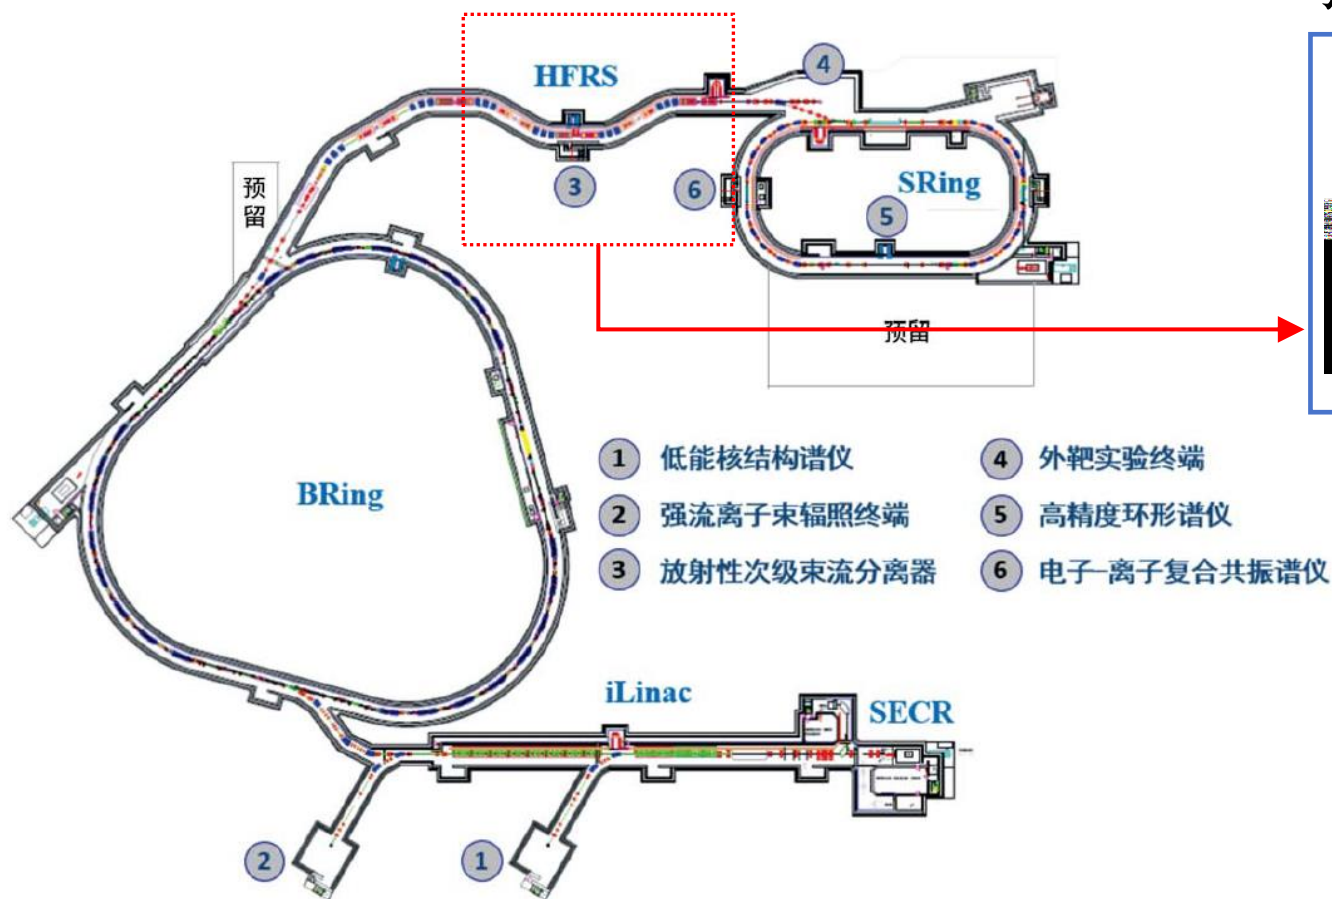 HFRS
4
3
6
SRing
5
预留
预留
BRing
1 低能核结构谱仪
2 强流离子束辐照终端
3 放射性次级束流分离器
4 外靶实验终端
5 高精度环形谱仪
6 电子-离子复合共振谱仪
iLinac
SECR
2
1